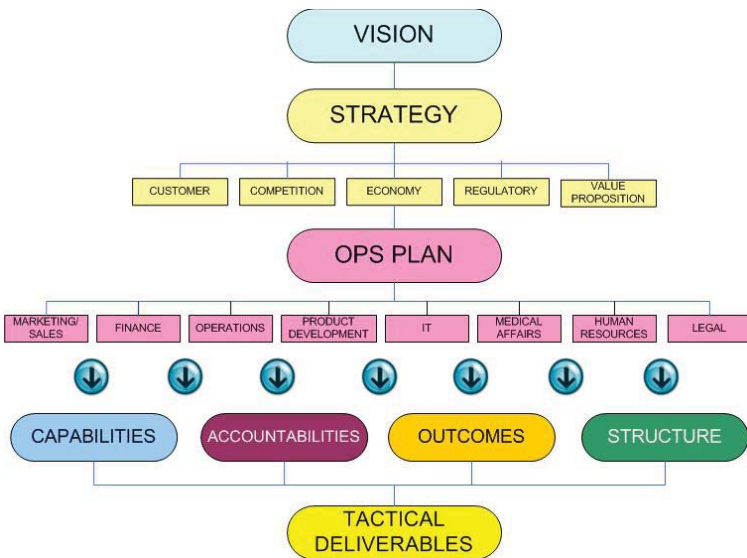 VISION
STRATEGY
CUSTOMER
COMPETITION
ECONOMY
REGULATORY
VALUE
PROPOSITION
OPS PLAN
MARKETING/
SALES
FINANCE
OPERATIONS
PRODUCT
DEVELOPMENT
IT
MEDICAL
AFFAIRS
HUMAN
RESOURCES
LEGAL
CAPABILITIES
ACCOUNTABILITIES
OUTCOMES
STRUCTURE
TACTICAL
DELIVERABLES